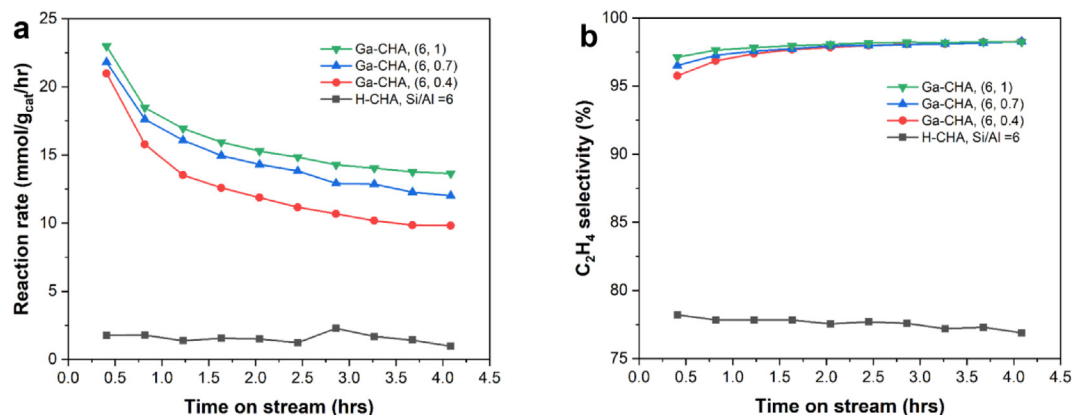 a
25
20
15
10
5
0
0.0 0.5 1.0 1.5 2.0 2.5 3.0 3.5 4.0 4.5
Reaction rate (mmol/gcat/hr)
Time on stream (hrs)
Ga-CHA, (6, 1)
Ga-CHA, (6, 0.7)
Ga-CHA, (6, 0.4)
H-CHA, Si/Al =6
b
100
95
90
85
80
75
0.0 0.5 1.0 1.5 2.0 2.5 3.0 3.5 4.0 4.5
C2H4 selectivity (%)
Time on stream (hrs)
Ga-CHA, (6, 1)
Ga-CHA, (6, 0.7)
Ga-CHA, (6, 0.4)
H-CHA, Si/Al =6